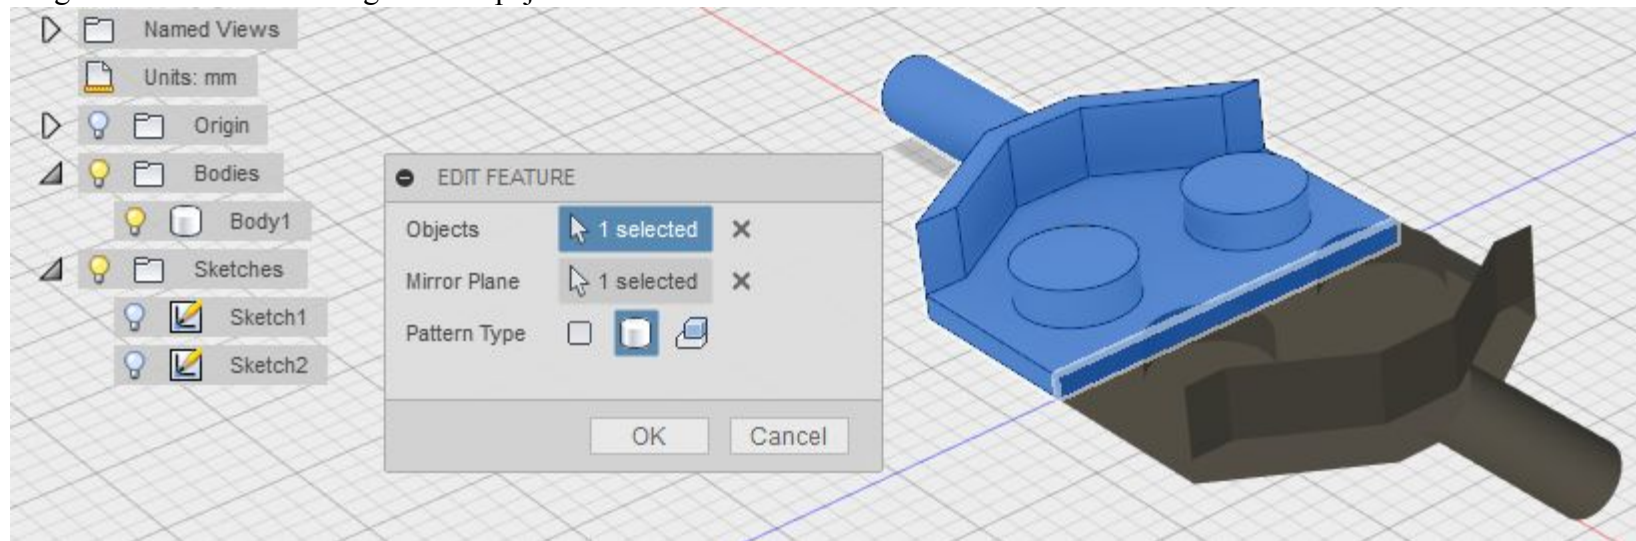 Named Views
Units: mm
Origin
Bodies
Body1
Sketches
Sketch1
Sketch2
EDIT FEATURE
Objects 1 selected
Mirror Plane 1 selected
Pattern Type
OK Cancel